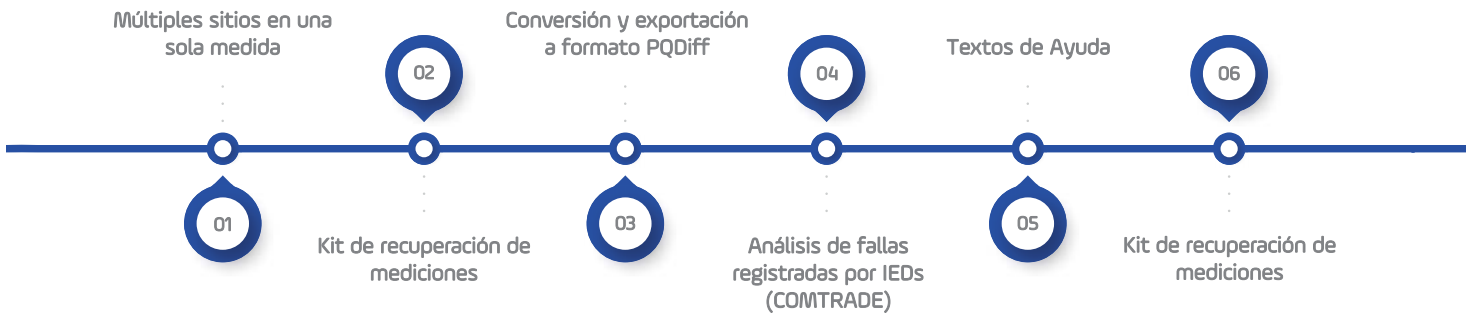 Múltiples sitios en una
sola medida
01
02
Kit de recuperación de
mediciones
Conversión y exportación
a formato PQDiff
03
04
Análisis de fallas
registradas por IEDs
(COMTRADE)
Textos de Ayuda
05
06
Kit de recuperación de
mediciones